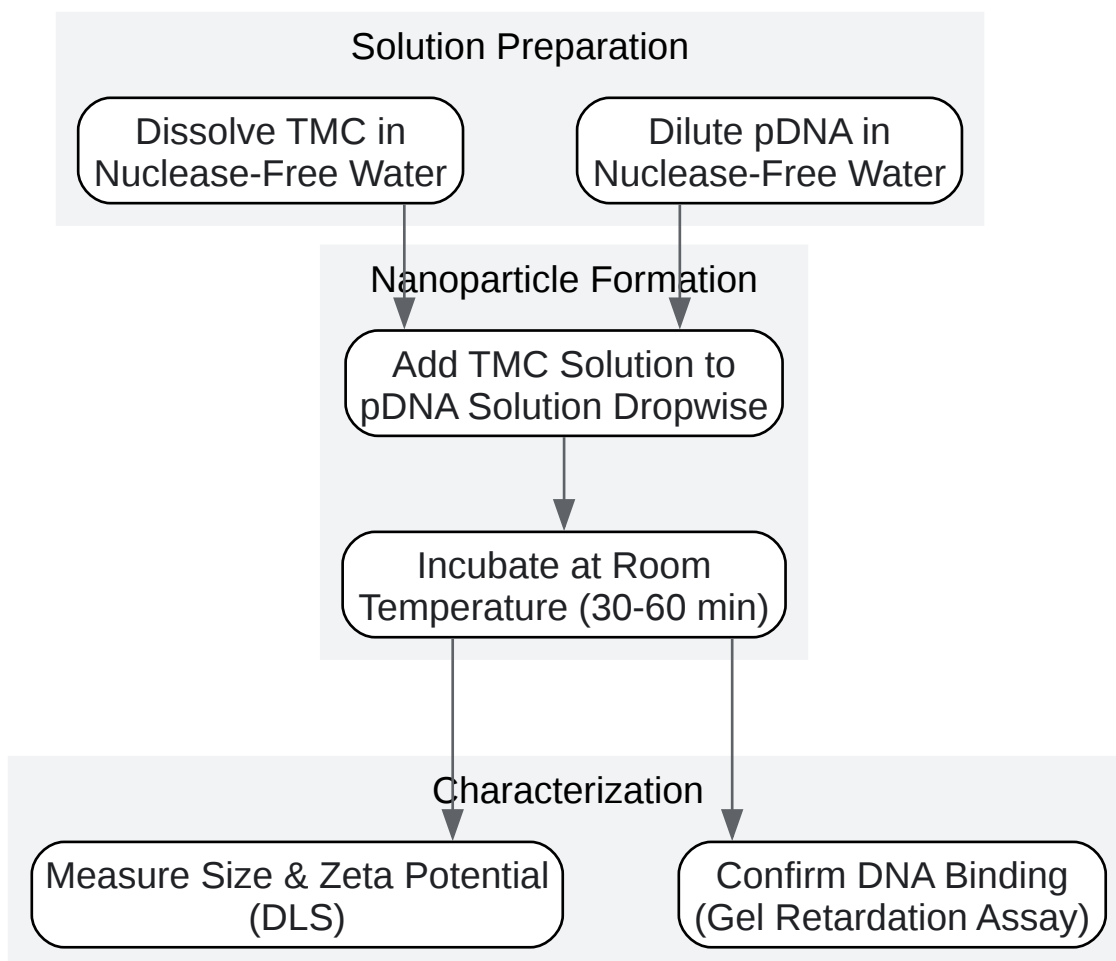 Solution Preparation
Dissolve TMC in
Nuclease-Free Water
Dilute pDNA in
Nuclease-Free Water
Nanoparticle Formation
Add TMC Solution to
pDNA Solution Dropwise
Incubate at Room
Temperature (30-60 min)
Characterization
Measure Size & Zeta Potential
(DLS)
Confirm DNA Binding
(Gel Retardation Assay)